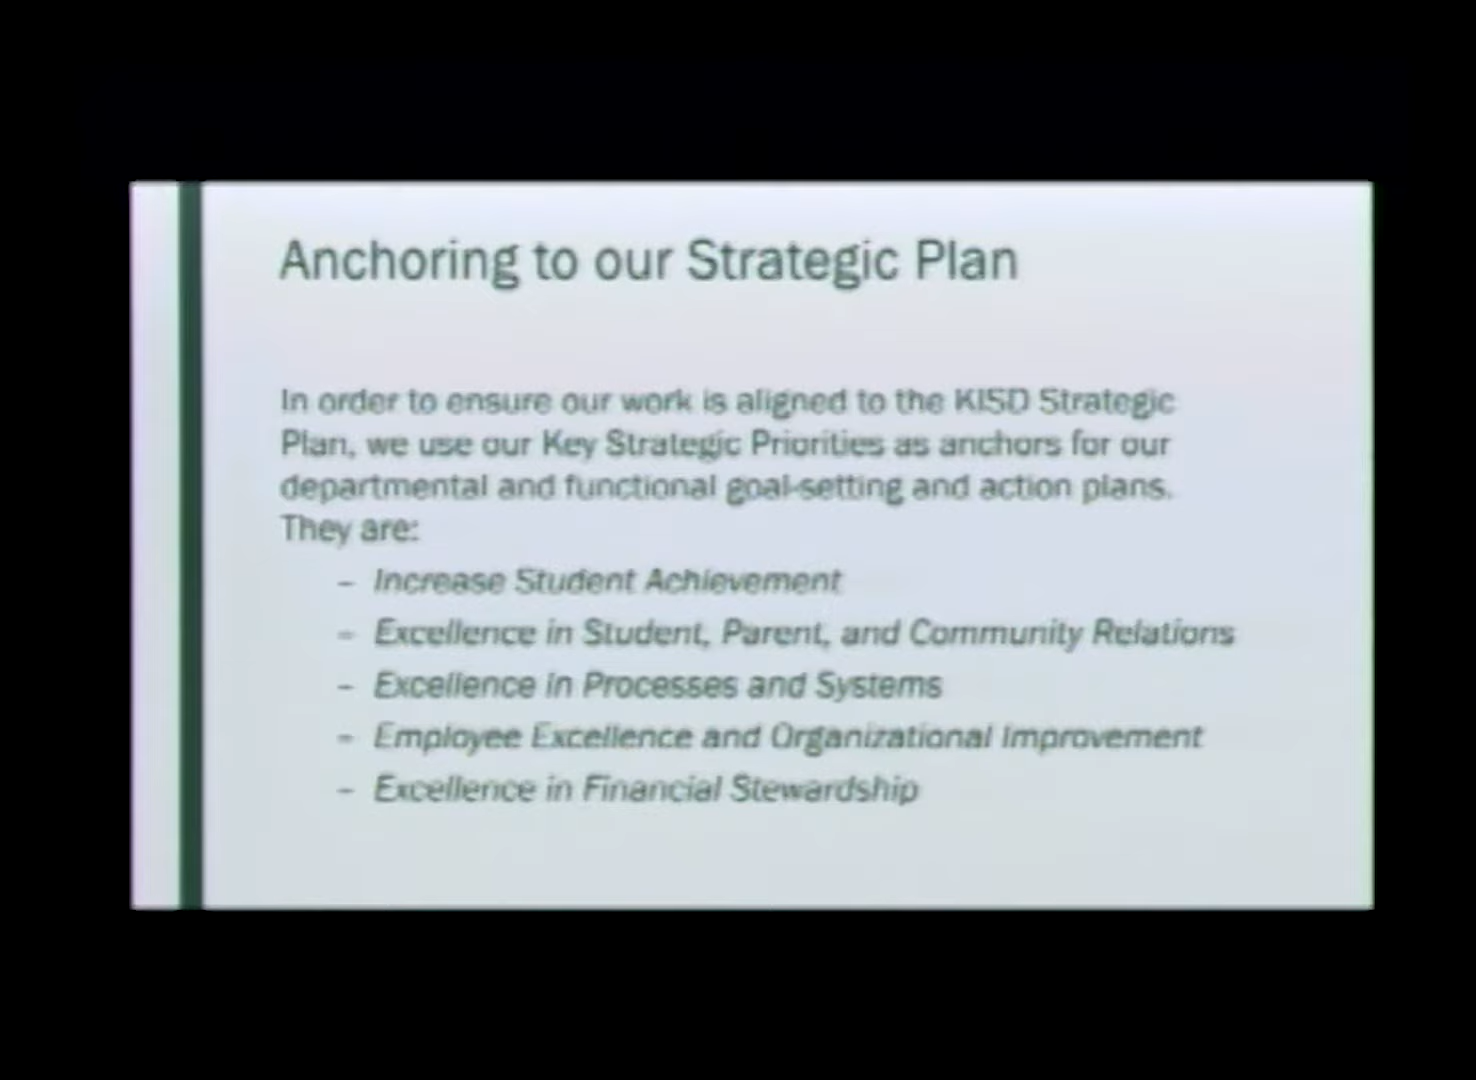 Anchoring to our Strategic Plan
In order to ensure our work is aligned to the KISD Strategic
Plan, we use our Key Strategic Priorities as anchors for our
departmental and functional goal-setting and action plans.
They are:
– Increase Student Achievement
– Excellence in Student, Parent, and Community Relations
– Excellence in Processes and Systems
– Employee Excellence and Organizational Improvement
– Excellence in Financial Stewardship